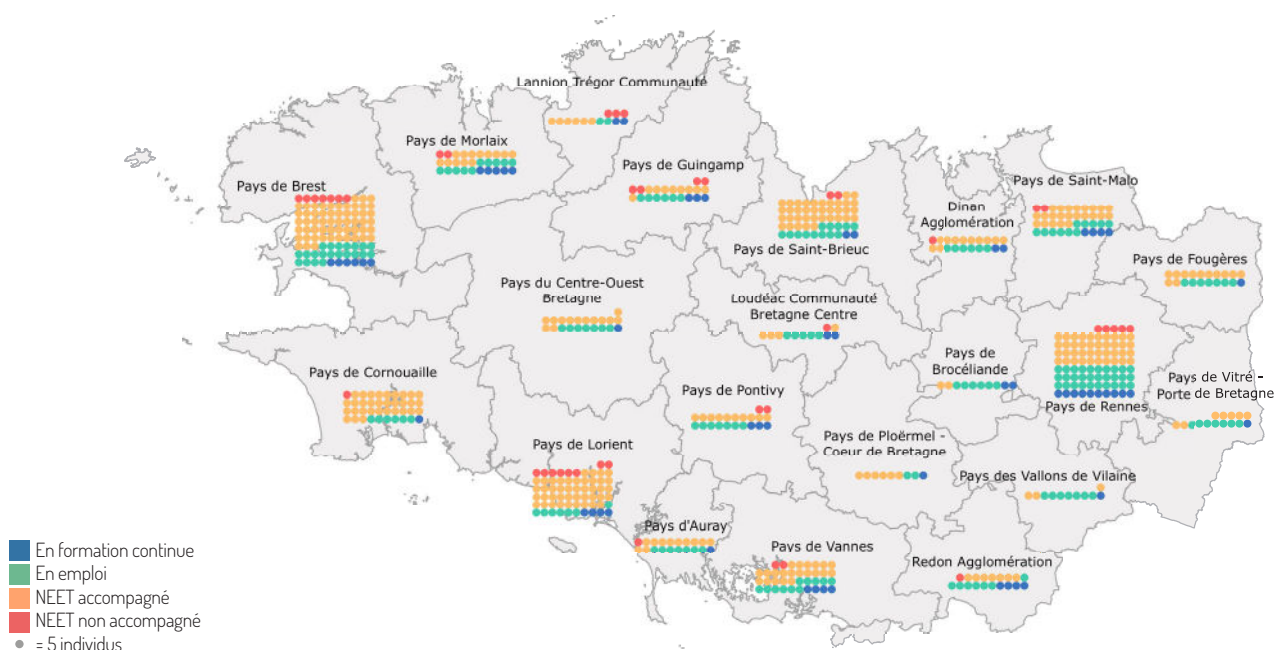 Lannion Trégor Communauté
Pays de Morlaix
Pays de Guingamp
Pays de Saint-Malo
Pays de Brest
Dinan
Agglomération
Pays de Saint-Brieuc
Pays de Fougères
Pays du Centre-Ouest
Bretagne
Loudéac Communauté
Bretagne Centre
Pays de
Brocéliande
Pays de Cornouaille
Pays de Vitré -
Porte de Bretagne
Pays de Pontivy
Pays de Rennes
Pays de Lorient
Pays de Ploërmel -
Coeur de Bretagne
Pays des Vallons de Vilaine
Pays d'Auray
Pays de Vannes
Redon Agglomération
En formation continue
En emploi
NEET accompagné
NEET non accompagné
= 5 individus